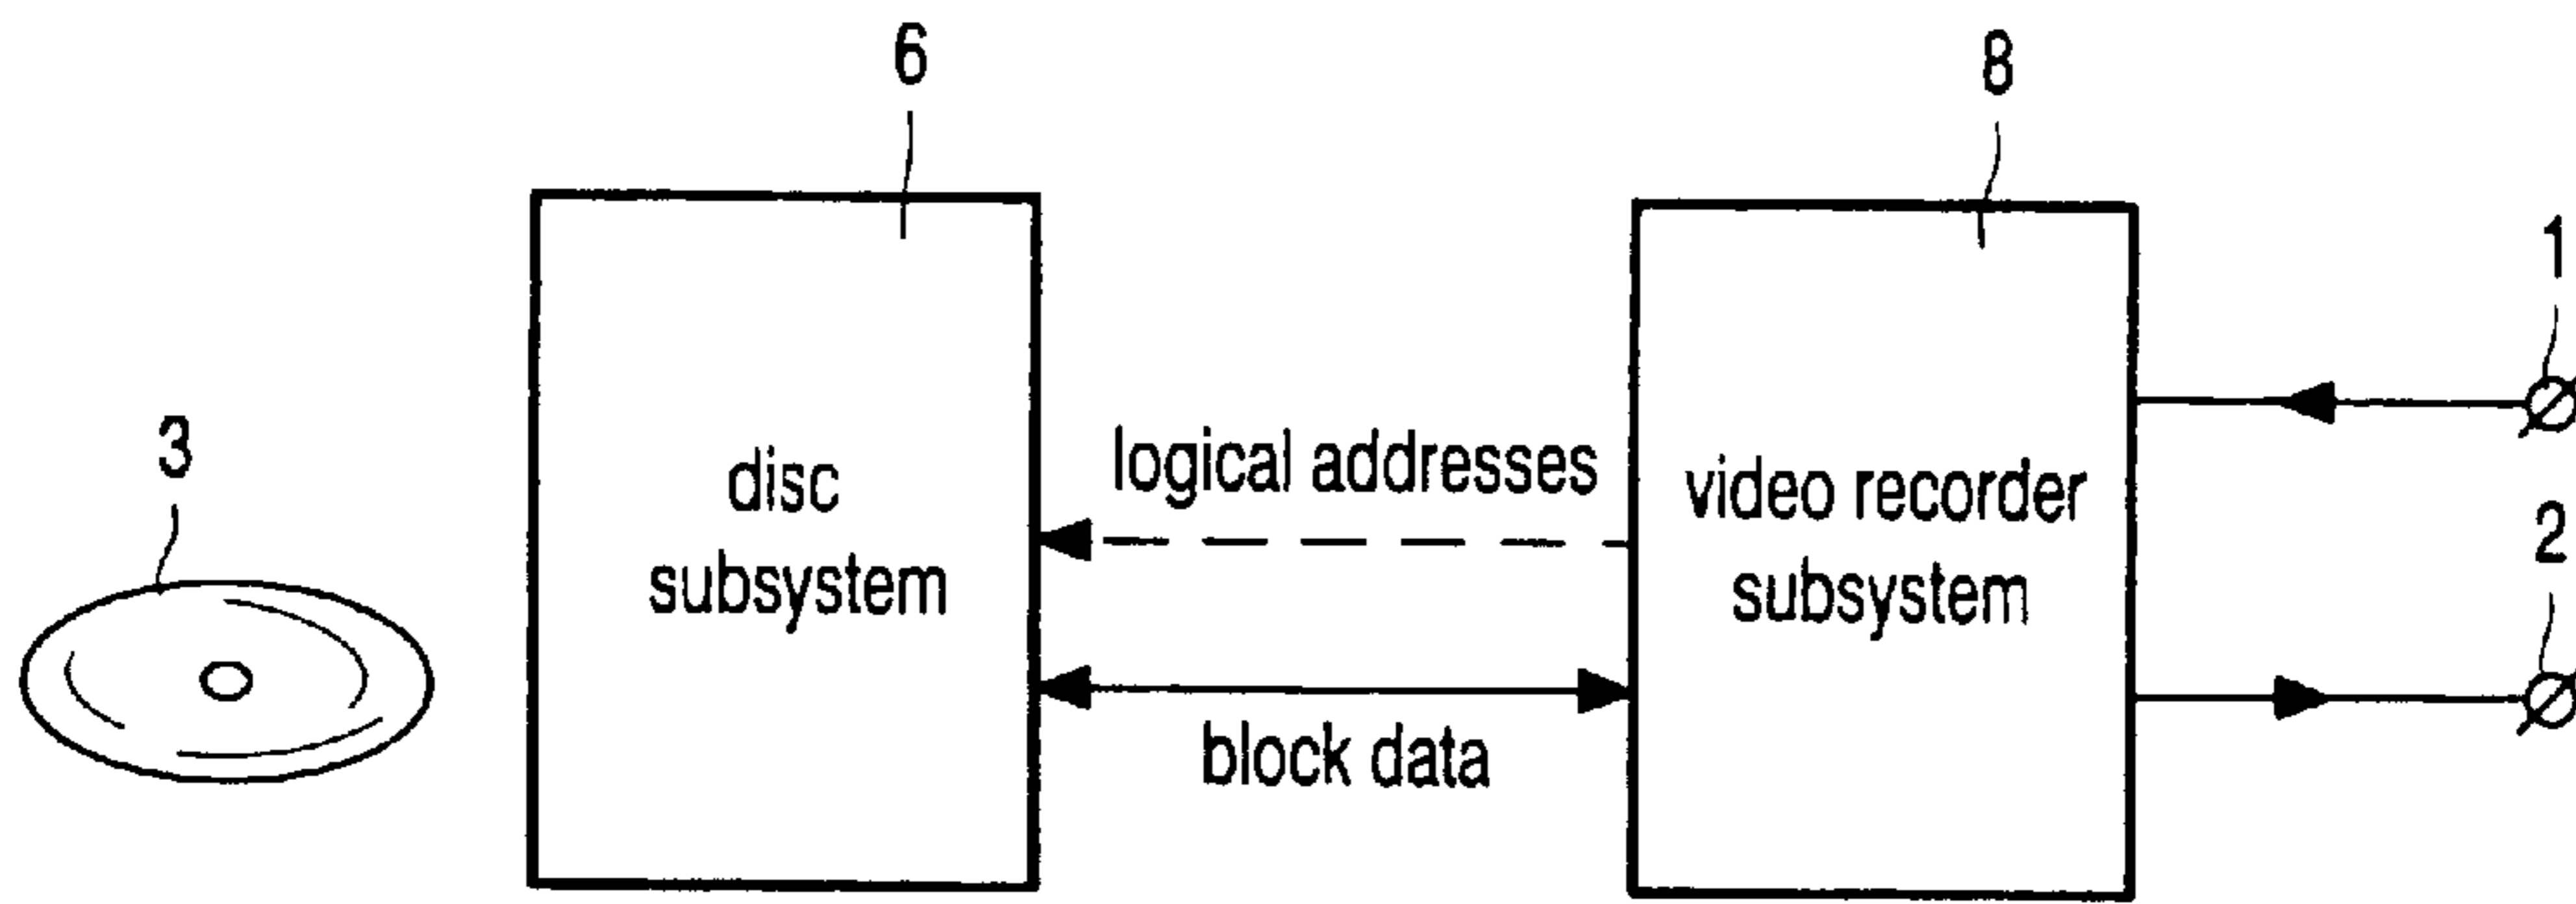 6
8
1
3
logical addresses
disc
subsystem
video recorder
subsystem
2
block data